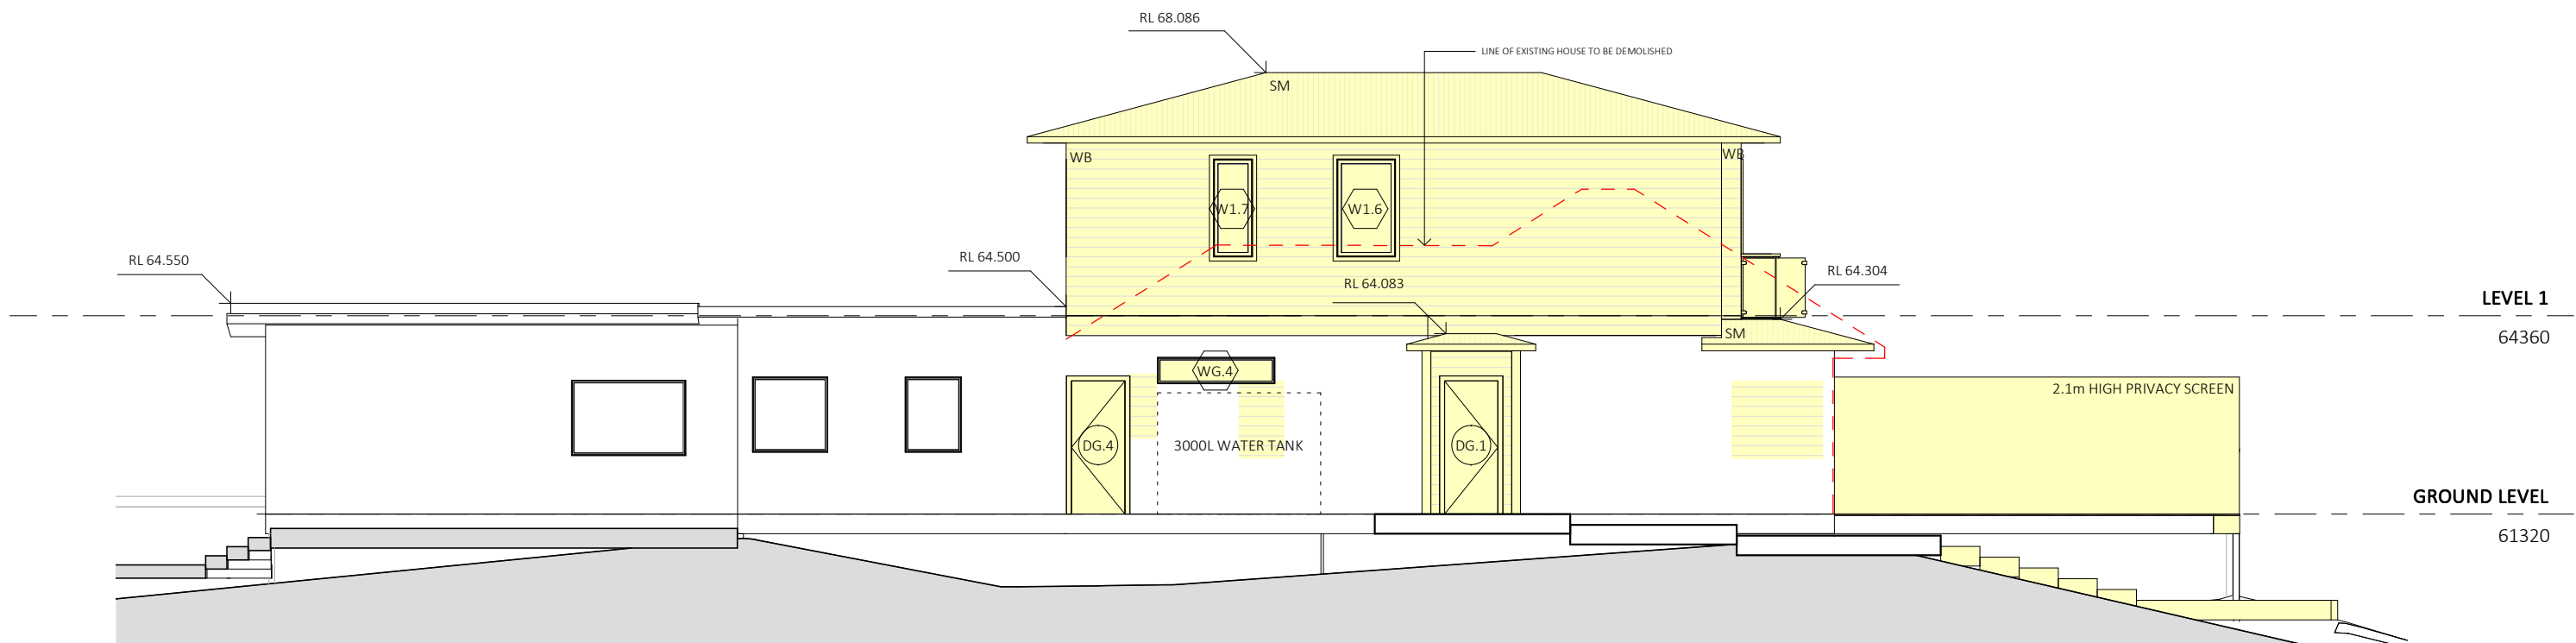 RL 68.086
LINE OF EXISTING HOUSE TO BE DEMOLISHED
SM
WB
WB
W1.7
W1.6
RL 64.550
RL 64.500
RL 64.083
RL 64.304
LEVEL 1
64360
SM
WG.4
2.1m HIGH PRIVACY SCREEN
DG.4
3000L WATER TANK
DG.1
GROUND LEVEL
61320